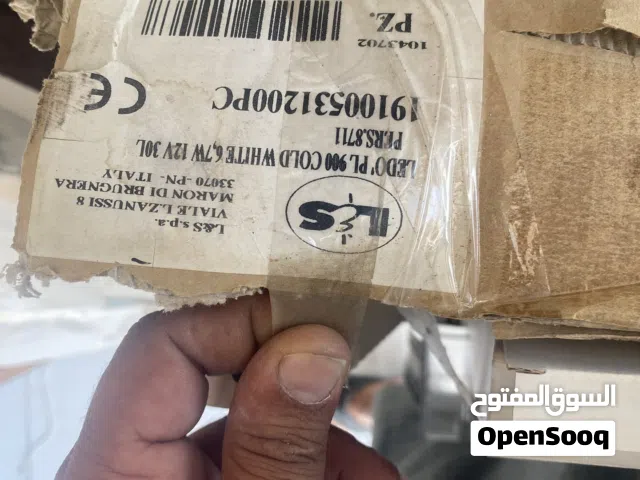 L&S s.p.a.
VIALE L.ZANUSSI 8
MARON DI BRUGNERA
33070 -PN- ITALY
L&S
LEDO' PL 900 COLD WHITE 6,7W 12V 30L
PERS.8711
19100531200PC
CE
1043702
PZ.
السوق المفتوح
OpenSooq